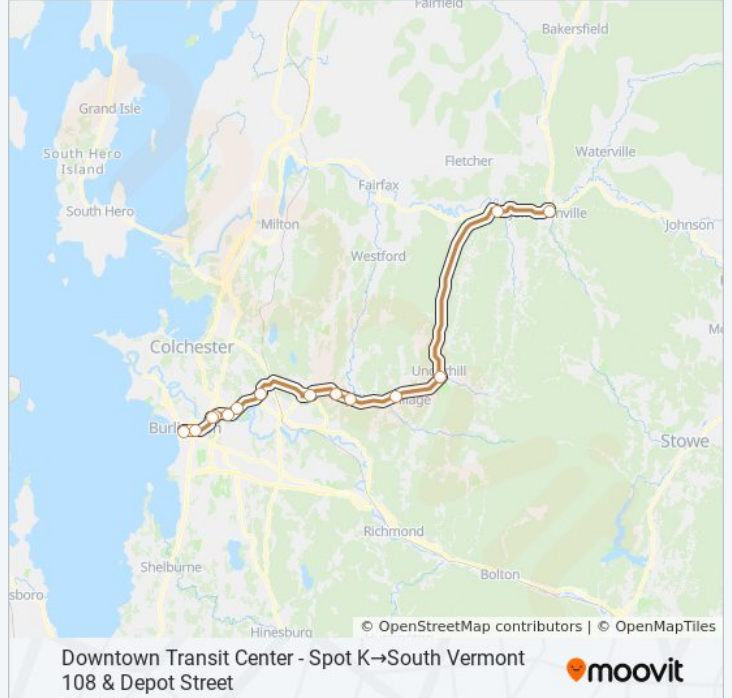 Fairfield
Bakersfield
Grand Isle
South Hero
Island
Fletcher
Waterville
Fairfax
South Hero
Milton
Johnson
Westford
Colchester
Stowe
Richmond
Shelburne
Bolton
Hinesburg
© OpenStreetMap contributors | © OpenMapTiles
Downtown Transit Center - Spot K→South Vermont
108 & Depot Street
moovit